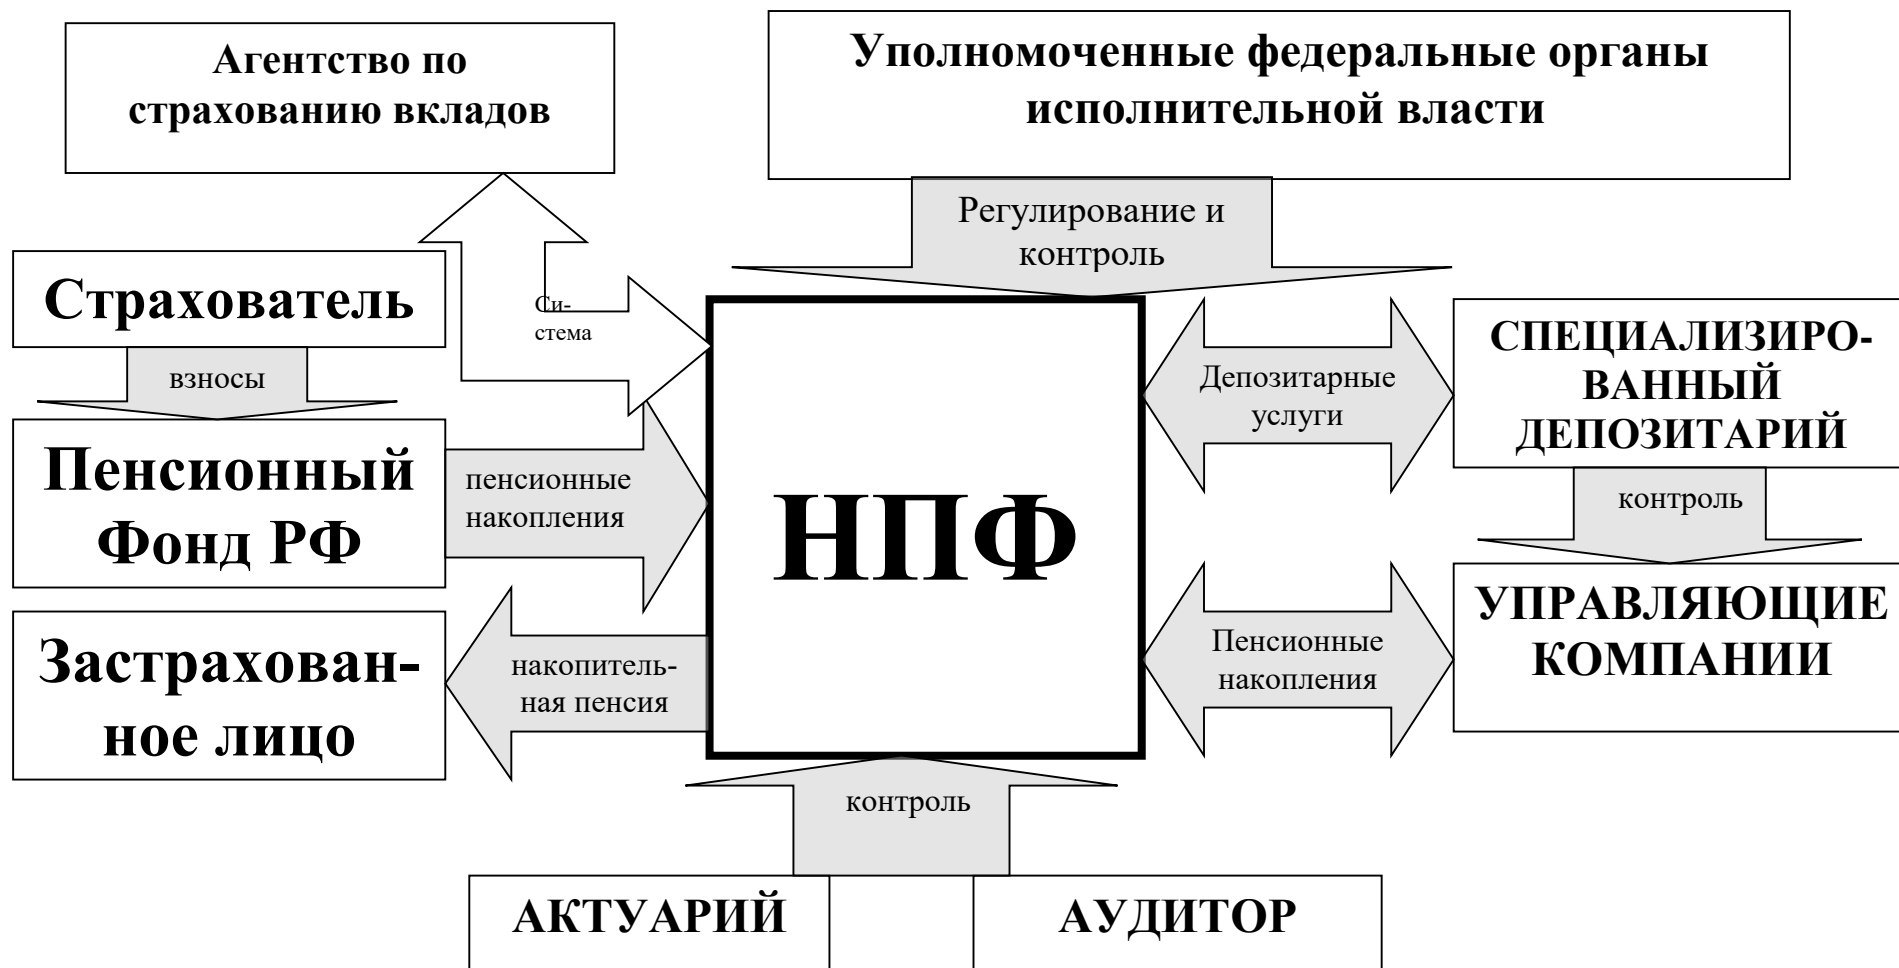 Агентство по
страхованию вкладов
Уполномоченные федеральные органы
исполнительной власти
Регулирование и
контроль
Страхователь
Си-
стема
взносы
Депозитарные
услуги
СПЕЦИАЛИЗИРО-
ВАННЫЙ
ДЕПОЗИТАРИЙ
Пенсионный
Фонд РФ
пенсионные
накопления
НПФ
контроль
Застрахован-
ное лицо
накопитель-
ная пенсия
Пенсионные
накопления
УПРАВЛЯЮЩИЕ
КОМПАНИИ
контроль
АКТУАРИЙ
АУДИТОР